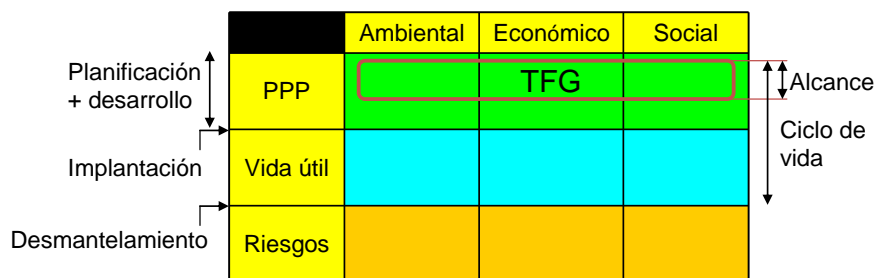 Ambiental Económico Social
Planificación
+ desarrollo
PPP
TFG
Alcance
Ciclo de
vida
Implantación
Vida útil
Desmantelamiento
Riesgos